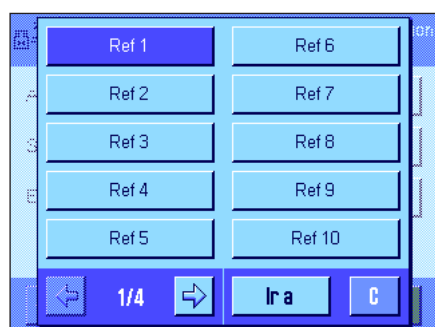 Ref 1
Ref 6
Ref 2
Ref 7
Ref 3
Ref 8
Ref 4
Ref 9
Ref 5
Ref 10
1/4
Ir a
C